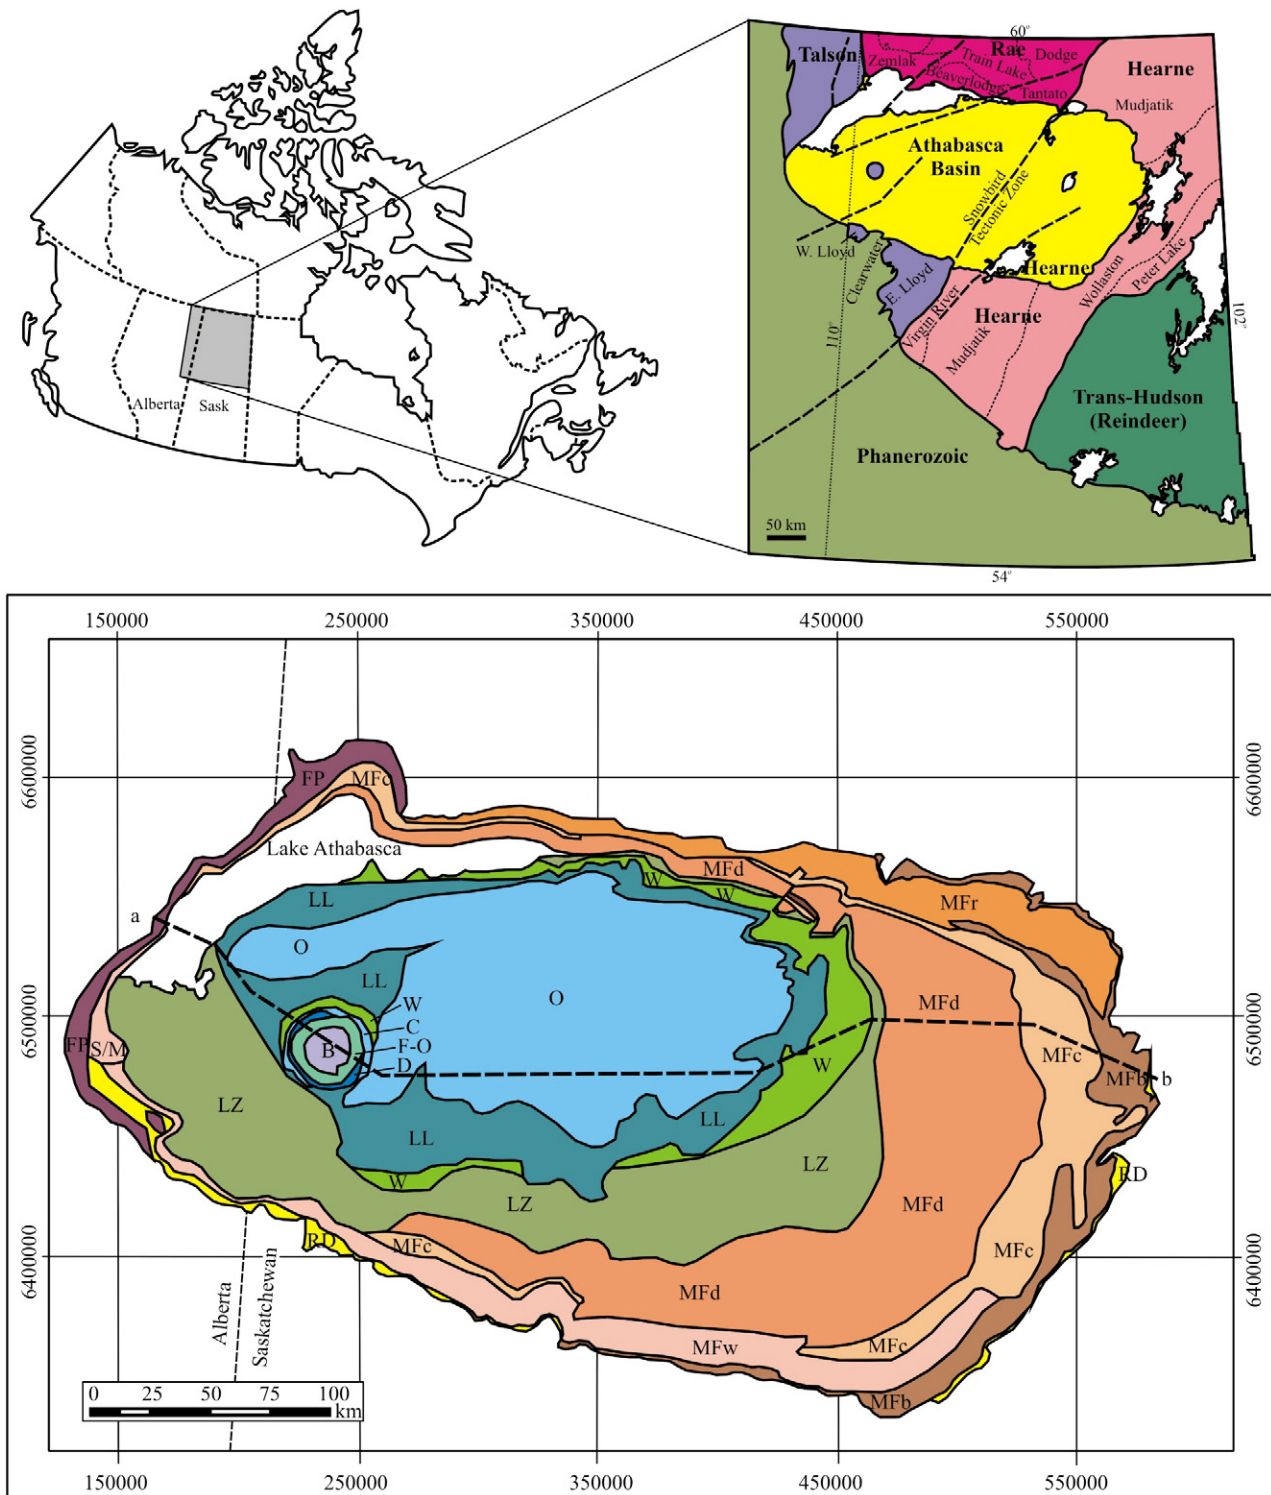 Alberta
Sask
60°
Talson
Rae
Zemlak
Train Lake
Dodge
Beaverlodge
Tantato
Hearne
Mudjatik
Athabasca
Basin
Snowbird
Tectonic Zone
W. Lloyd
Clearwater
E. Lloyd
Hearne
Virgin River
Hearne
Mudjatik
Wollaston
Peter Lake
110°
102°
Trans-Hudson
(Reindeer)
Phanerozoic
50 km
54°
150000
250000
350000
450000
550000
6600000
6600000
FP
MFc
Lake Athabasca
MFd
W
W
MFr
LL
a
O
LL
O
MFd
6500000
6500000
W
C
F-O
B
D
FP
S/M
W
MFc
MFb
b
LZ
LL
LL
LZ
W
LZ
MFd
RD
RD
MFc
MFc
6400000
6400000
MFd
MFw
MFc
MFb
Alberta
Saskatchewan
0
25
50
75
100
km
150000
250000
350000
450000
550000